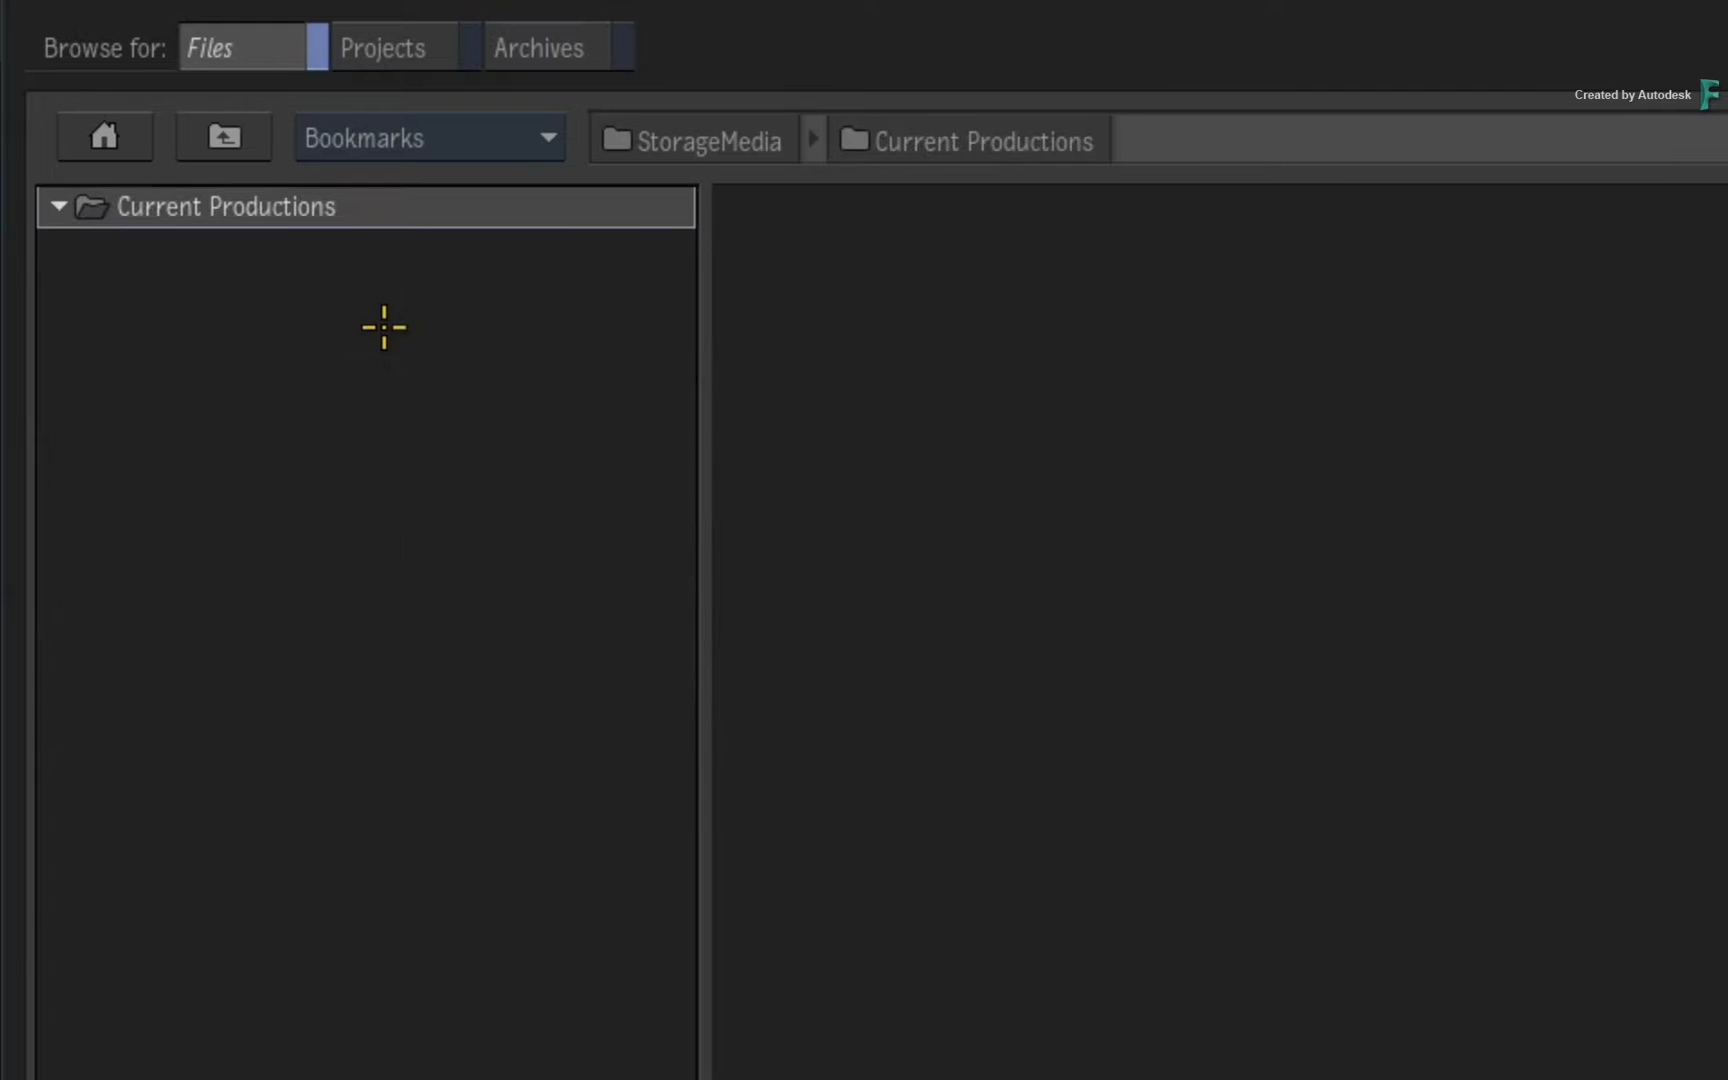 Browse for: Files Projects Archives
Created by Autodesk
Bookmarks StorageMedia Current Productions
Current Productions